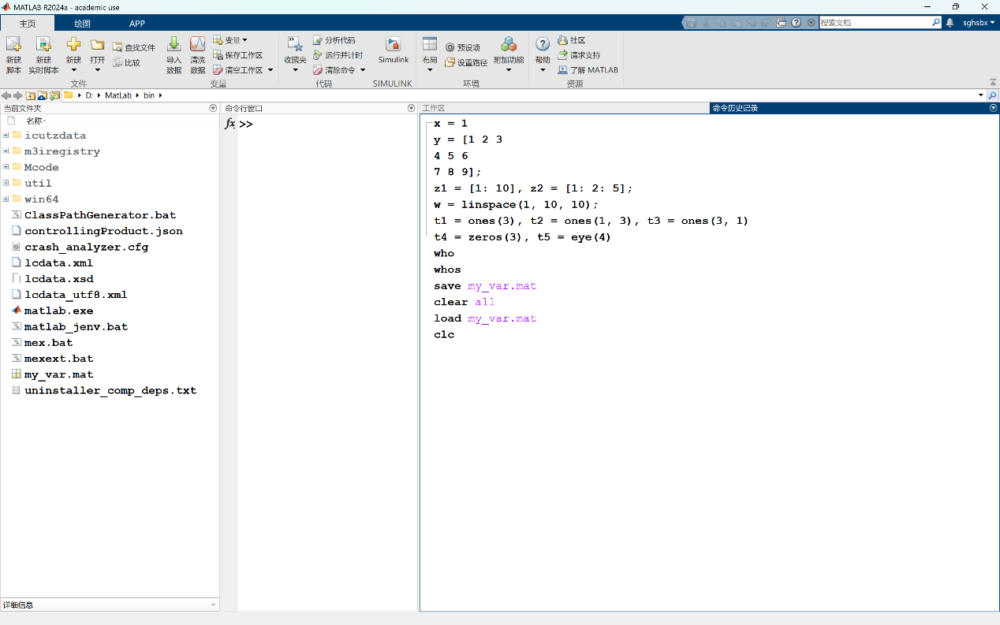 MATLAB R2024a - academic use
主页 绘图 APP
搜索文档
sghsbx
新建
脚本
新建
实时脚本
新建
打开
查找文件
比较
文件
导入
数据
清洗
数据
变量
保存工作区
清空工作区
变量
收藏夹
分析代码
运行并计时
清除命令
代码
Simulink
SIMULINK
布局
预设项
设置路径
附加功能
环境
帮助
社区
请求支持
了解 MATLAB
资源
D: MatLab bin
当前文件夹
名称
icutzdata
m3iregistry
Mcode
util
win64
ClassPathGenerator.bat
controllingProduct.json
crash_analyzer.cfg
lcdata.xml
lcdata.xsd
lcdata_utf8.xml
matlab.exe
matlab_jenv.bat
mex.bat
mexext.bat
my_var.mat
uninstaller_comp_deps.txt
详细信息
命令行窗口
fx >>
工作区
命令历史记录
x = 1
y = [1 2 3
4 5 6
7 8 9];
z1 = [1: 10], z2 = [1: 2: 5];
w = linspace(1, 10, 10);
t1 = ones(3), t2 = ones(1, 3), t3 = ones(3, 1)
t4 = zeros(3), t5 = eye(4)
who
whos
save my_var.mat
clear all
load my_var.mat
clc